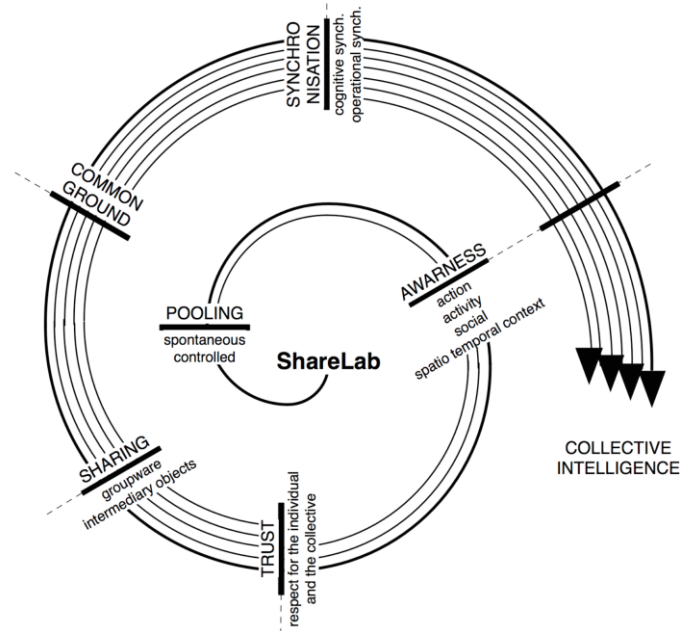 SYNCHRO
NISATION
cognitive synch.
operational synch.
COMMON
GROUND
AWARNESS
action
activity
social
spatio temporal context
POOLING
spontaneous
controlled
ShareLab
SHARING
groupware
intermediary objects
TRUST
respect for the individual
and the collective
COLLECTIVE
INTELLIGENCE